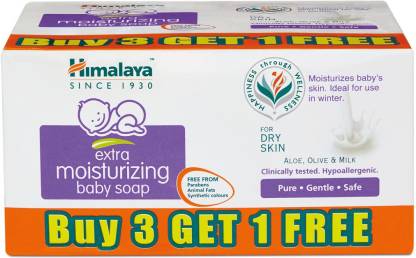 Buy 3 GET 1 FREE
Himalaya™
SINCE 1930
extra
moisturizing
baby soap
FREE FROM
Parabens
Animal Fats
Synthetic colours
HAPPINESS through WELLNESS
FOR
DRY
SKIN
Moisturizes baby's
skin. Ideal for use
in winter.
ALOE, OLIVE & MILK
Clinically tested. Hypoallergenic.
Pure • Gentle • Safe
Buy 3 GET 1 FREE